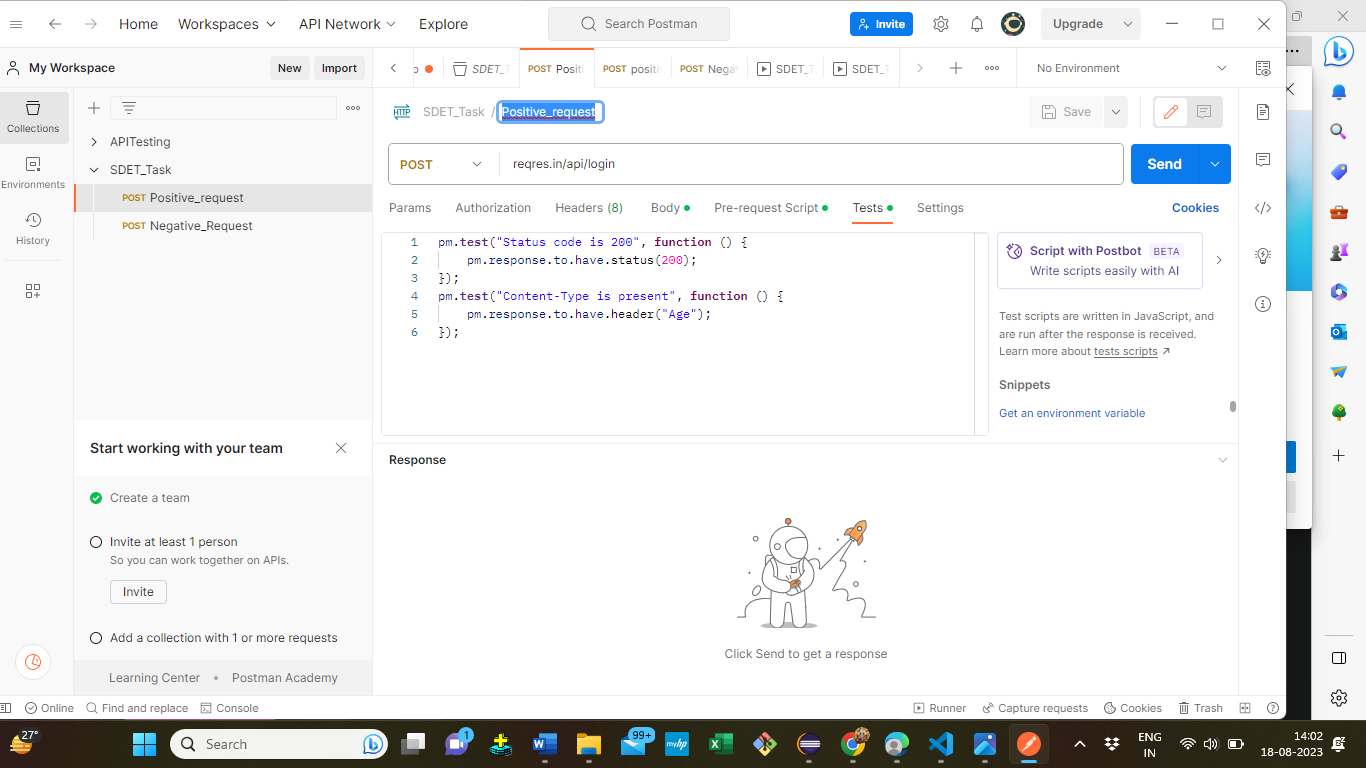 Home
Workspaces
API Network
Explore
Search Postman
Invite
Upgrade
My Workspace
New
Import
SDET_T
POST Posit
POST positi
POST Nega
SDET_T
SDET_T
No Environment
Collections
Environments
History
APITesting
SDET_Task
POST Positive_request
POST Negative_Request
HTTP
SDET_Task / Positive_request
Save
POST
reqres.in/api/login
Send
Params
Authorization
Headers (8)
Body
Pre-request Script
Tests
Settings
Cookies
1 pm.test("Status code is 200", function () {
2 pm.response.to.have.status(200);
3 });
4 pm.test("Content-Type is present", function () {
5 pm.response.to.have.header("Age");
6 });
Script with Postbot BETA
Write scripts easily with AI
Test scripts are written in JavaScript, and
are run after the response is received.
Learn more about tests scripts ↗
Snippets
Get an environment variable
Start working with your team
Create a team
Invite at least 1 person
So you can work together on APIs.
Invite
Add a collection with 1 or more requests
Learning Center • Postman Academy
Response
Click Send to get a response
Online
Find and replace
Console
Runner
Capture requests
Cookies
Trash
27°
Search
1
99+
myhp
ENG
IN
14:02
18-08-2023